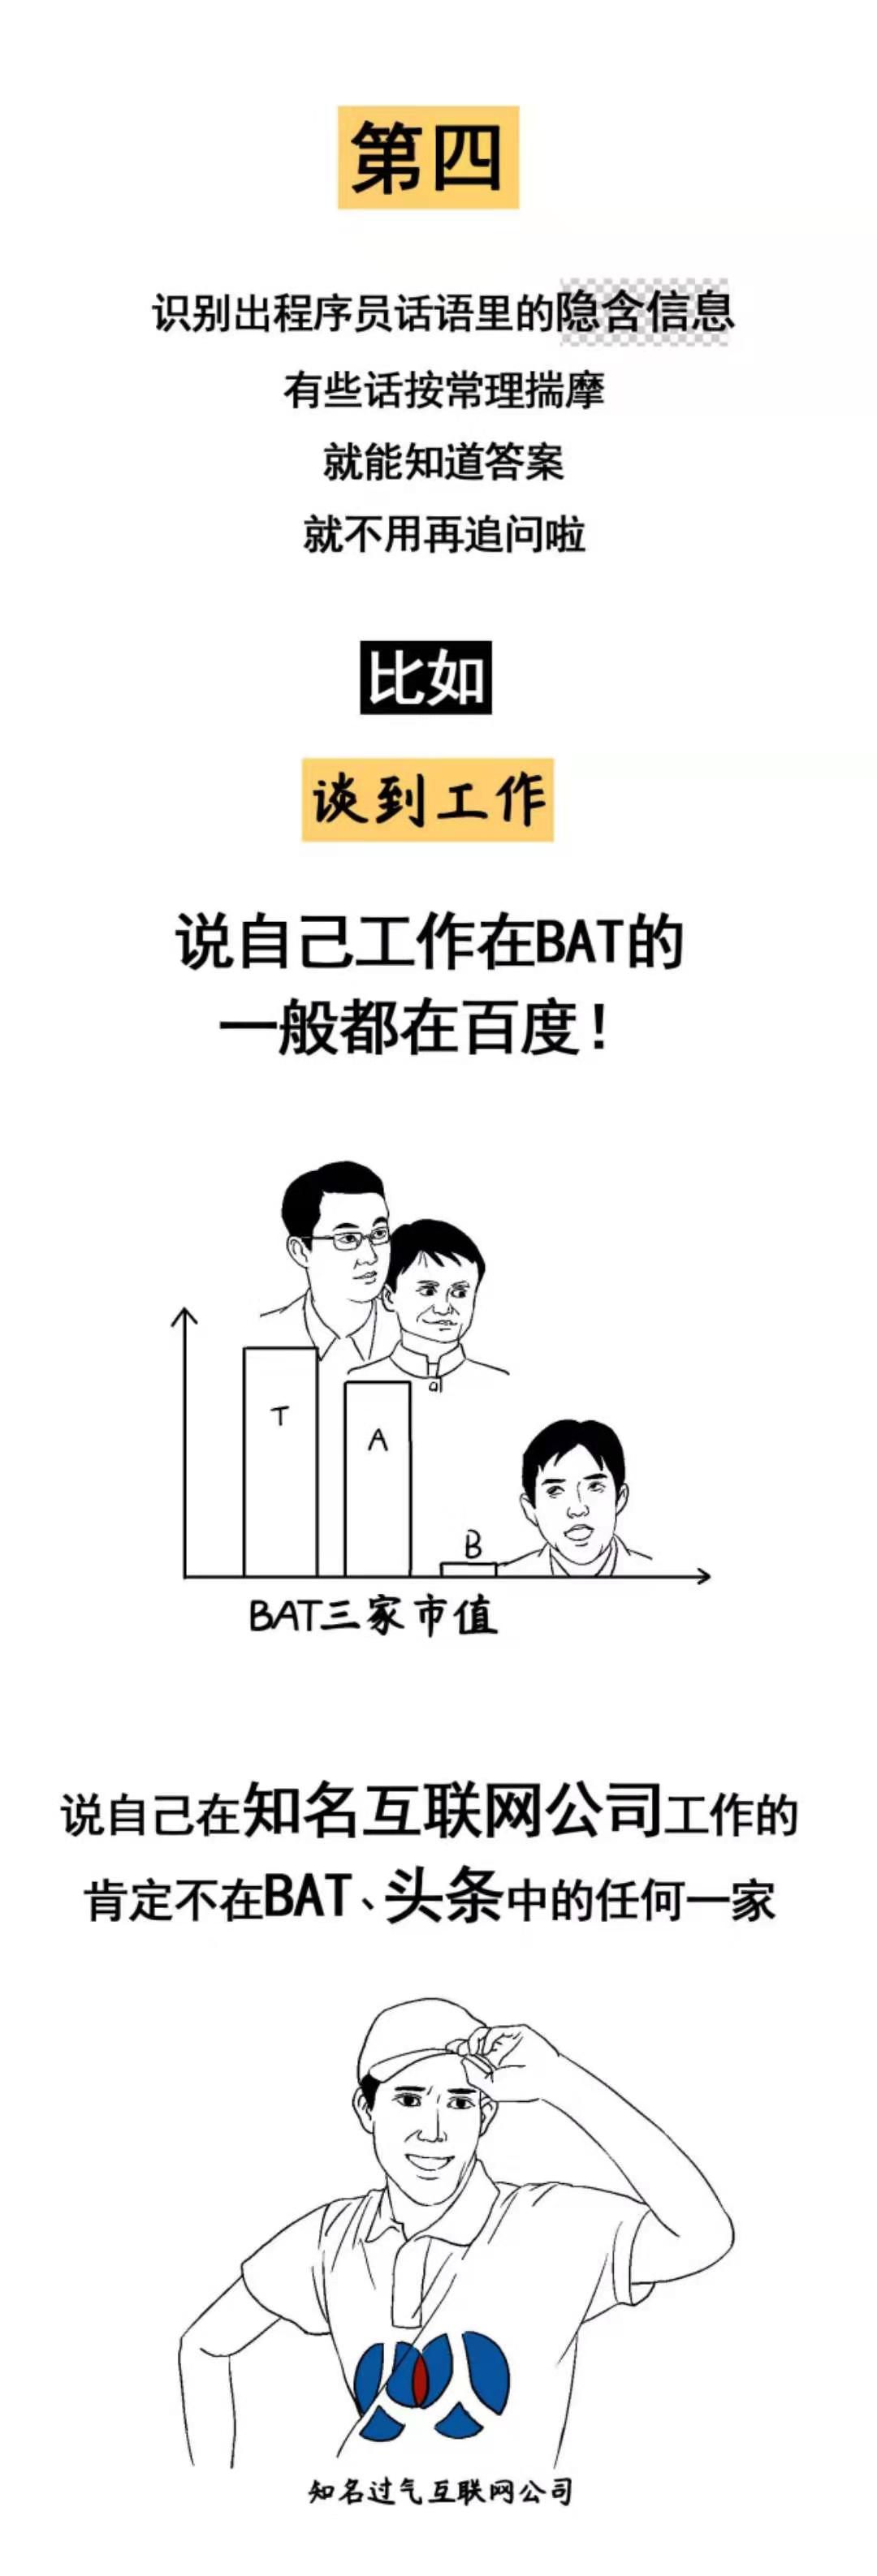 第四
识别出程序员话语里的隐含信息
有些话按常理揣摩
就能知道答案
就不用再追问啦
比如
谈到工作
说自己工作在BAT的
一般都在百度！
T
A
B
BAT三家市值
说自己在知名互联网公司工作的
肯定不在BAT、头条中的任何一家
知名过气互联网公司